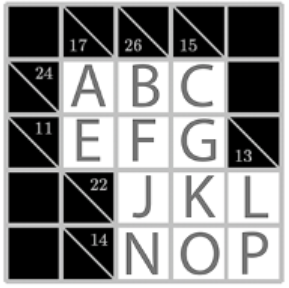 17 26 15
24 A B C
11 E F G 13
22 J K L
14 N O P